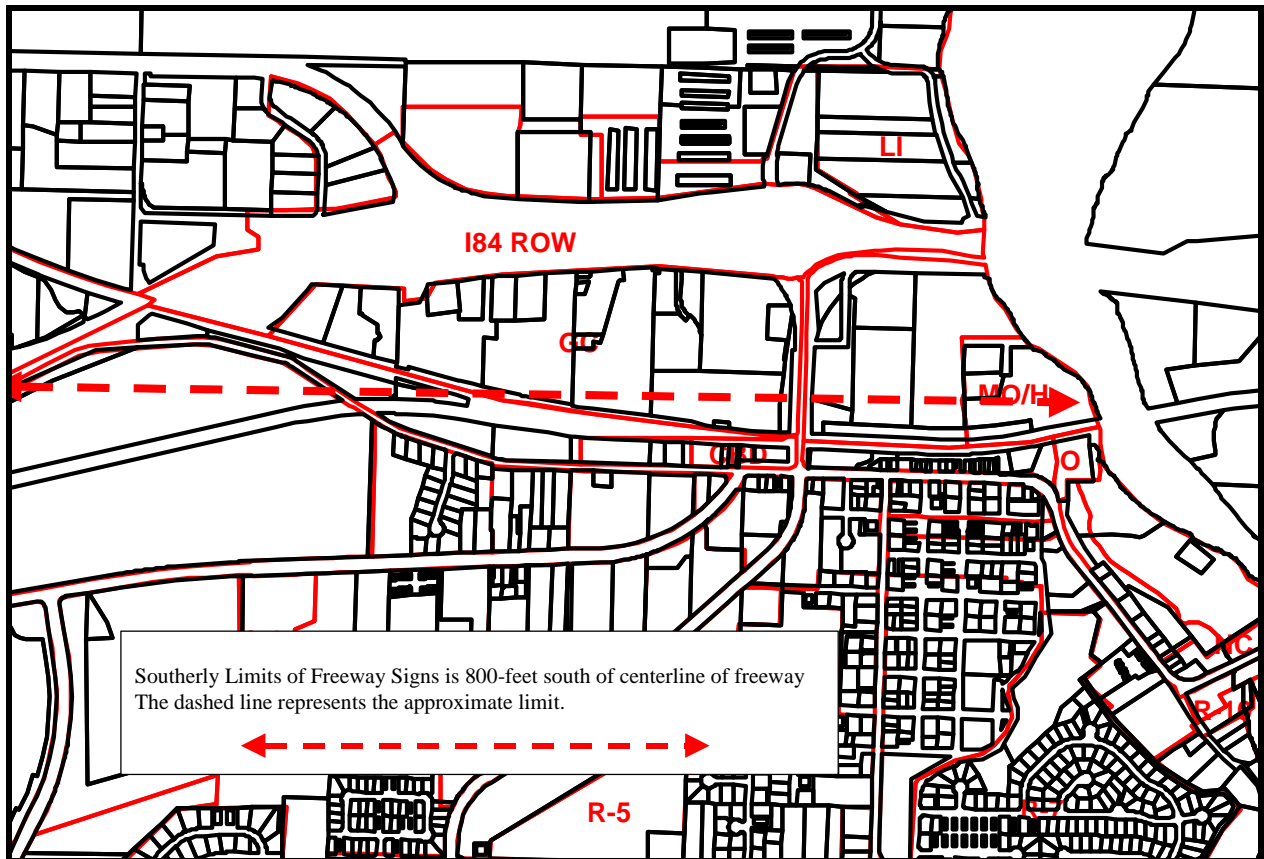 LI
I84 ROW
GC
MO/H
CBD
O
Southerly Limits of Freeway Signs is 800-feet south of centerline of freeway
The dashed line represents the approximate limit.
R-5